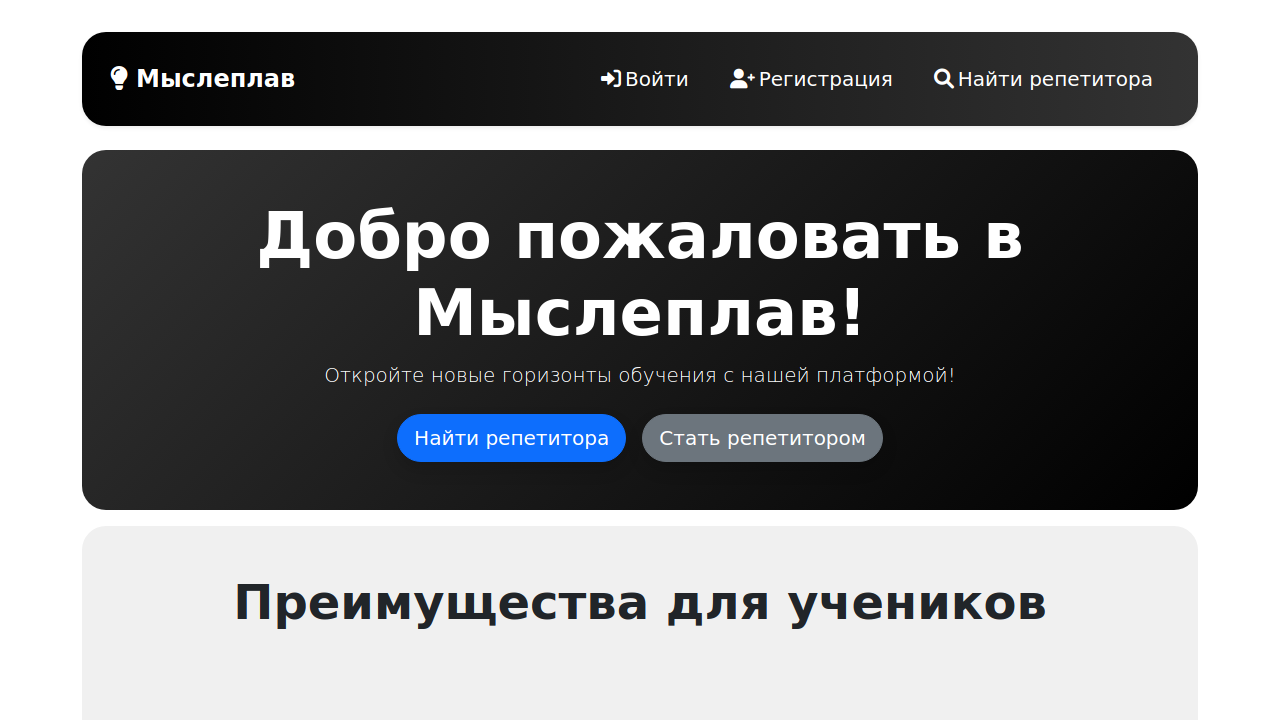 Мыслеплав
Войти
Регистрация
Найти репетитора
Добро пожаловать в
Мыслеплав!
Откройте новые горизонты обучения с нашей платформой!
Найти репетитора
Стать репетитором
Преимущества для учеников